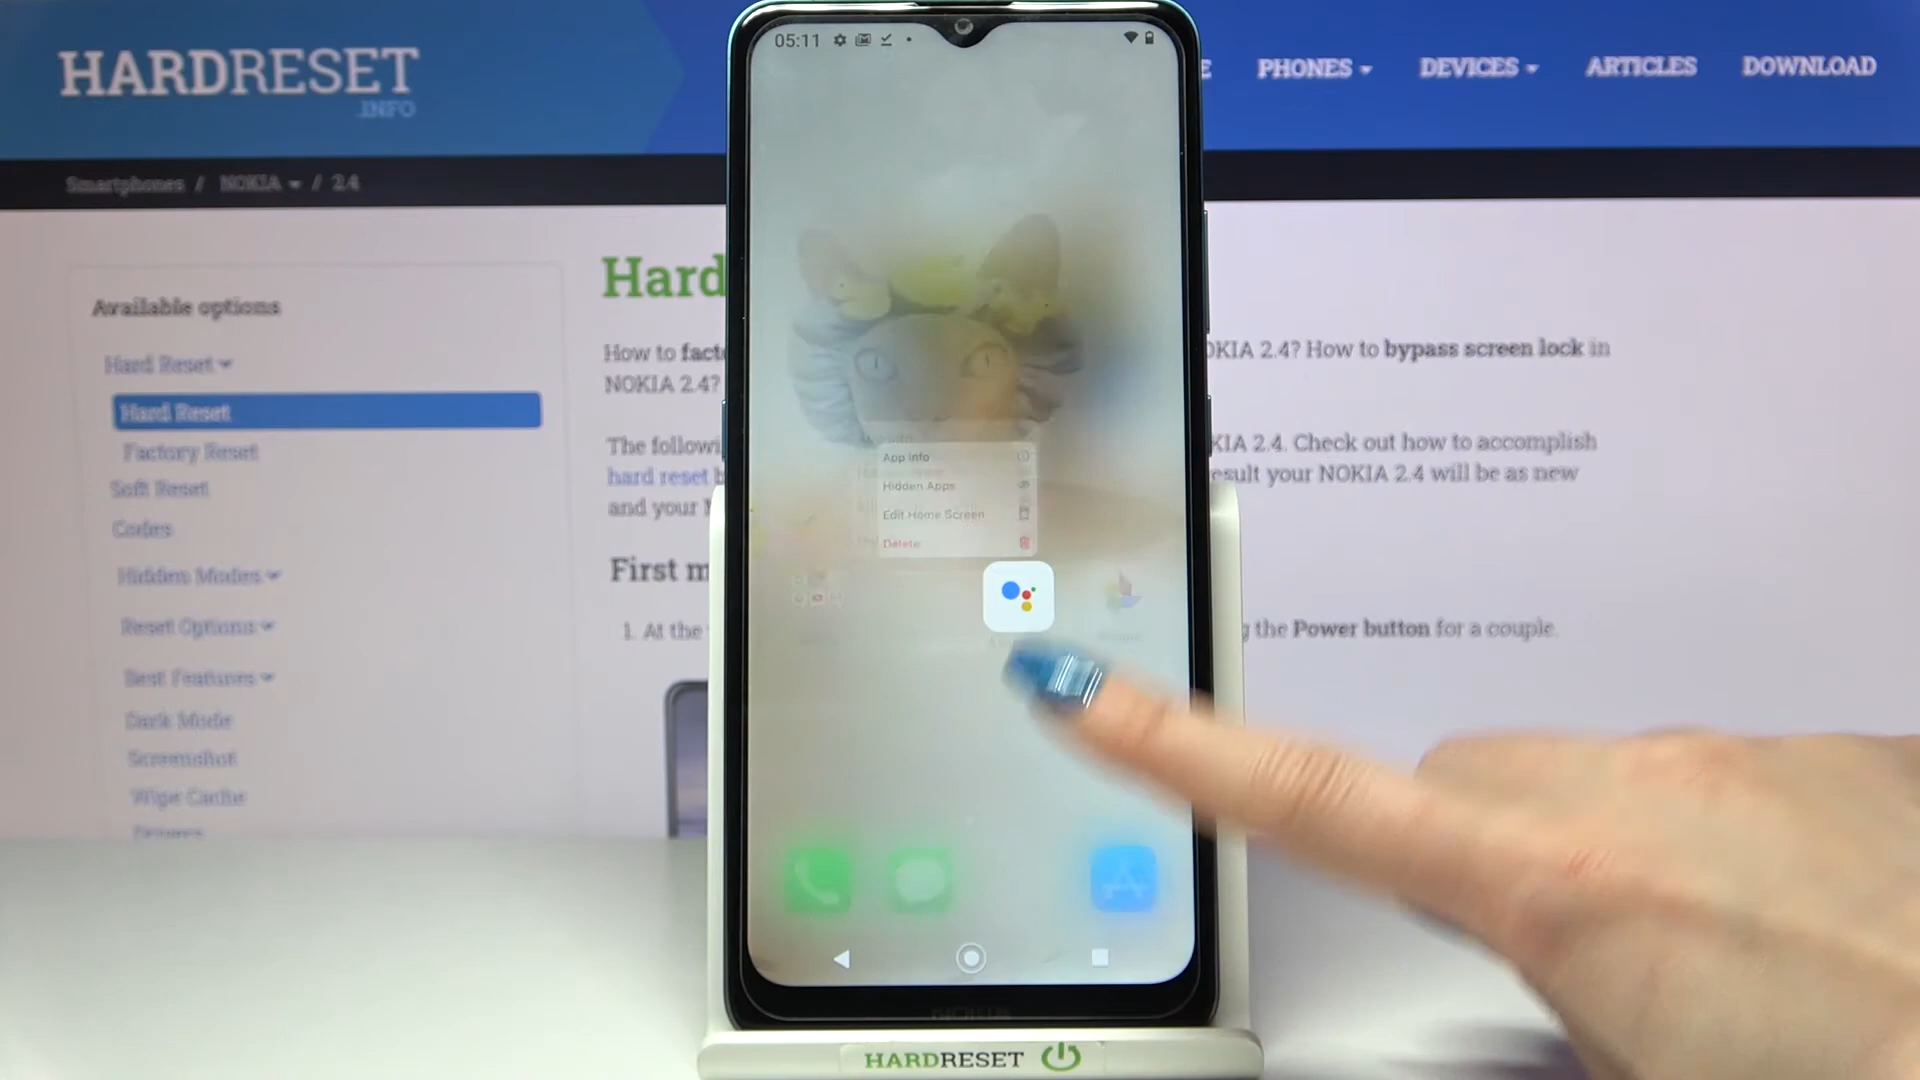 HARDRESET
.INFO
PHONES
DEVICES
ARTICLES
DOWNLOAD
Smartphones / NOKIA / 2.4
05:11
Available options
Hard Reset
Hard Reset
Factory Reset
Soft Reset
Codes
Hidden Modes
Reset Options
Best Features
Dark Mode
Screenshot
Wipe Cache
Drivers
Hard
How to fact
OKIA 2.4? How to bypass screen lock in
NOKIA 2.4?
The followi
KIA 2.4. Check out how to accomplish
hard reset
esult your NOKIA 2.4 will be as new
and your
First m
1. At the
the Power button for a couple.
App Info
Hidden Apps
Edit Home Screen
Delete
NOKIA
HARDRESET